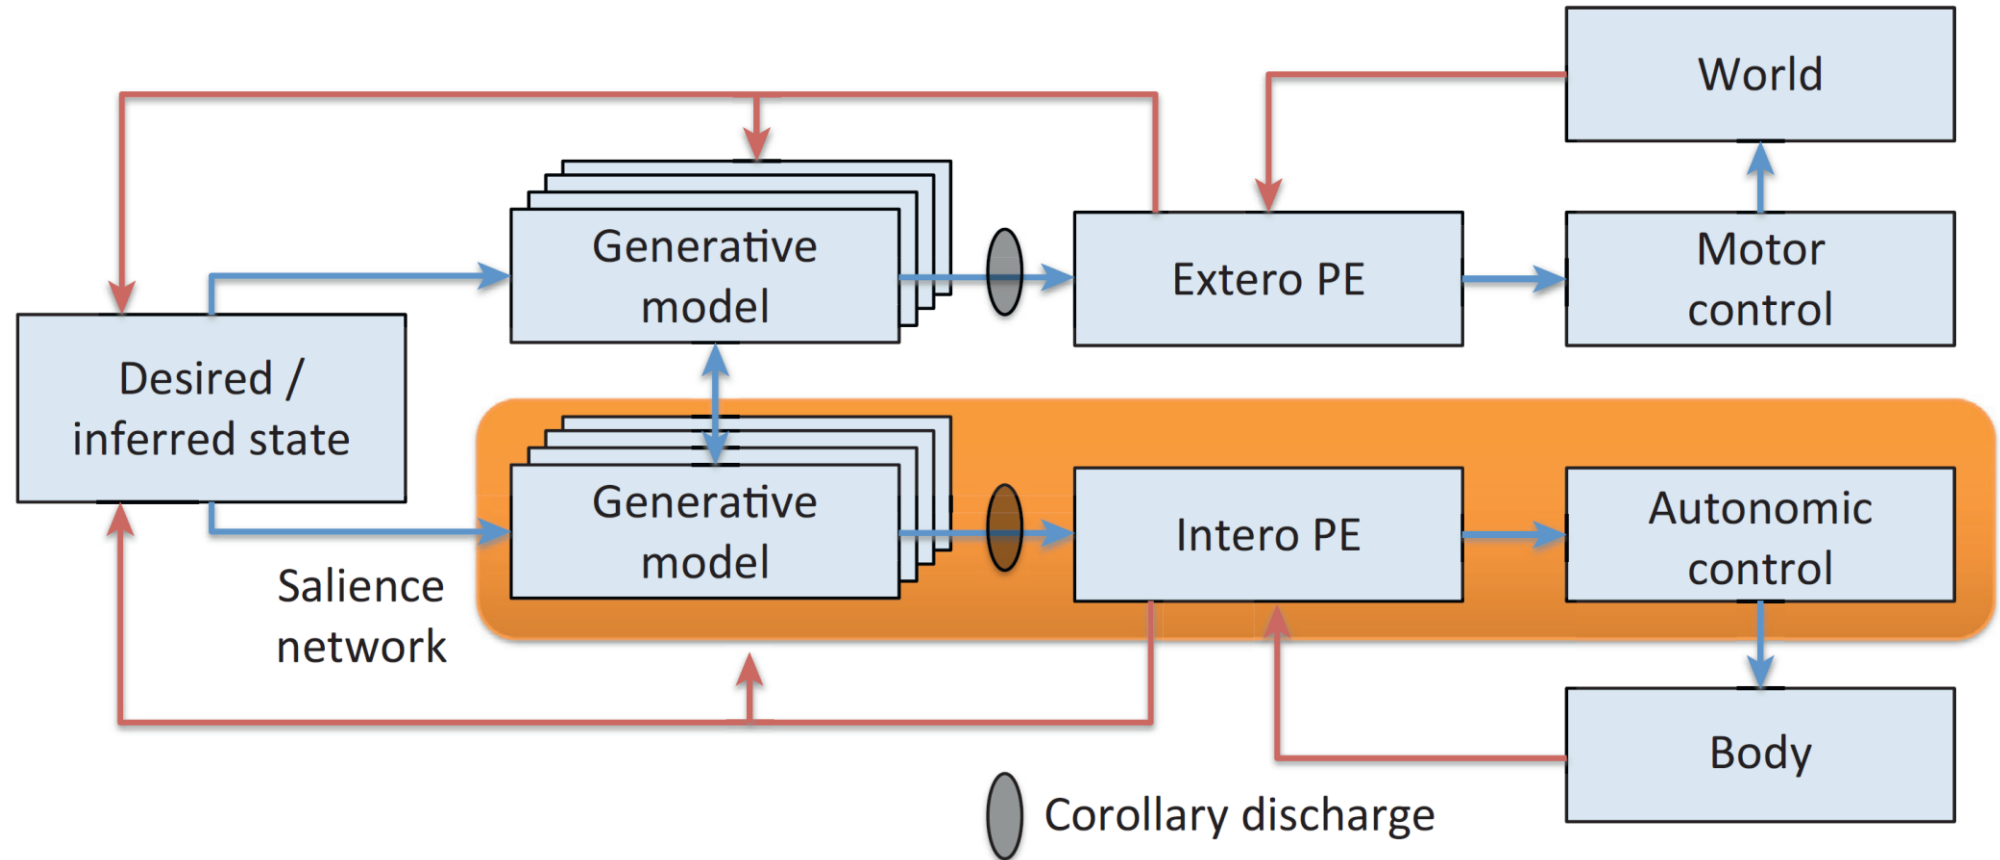 World
Generative
model
Extero PE
Motor
control
Desired /
inferred state
Generative
model
Intero PE
Autonomic
control
Salience
network
Body
Corollary discharge